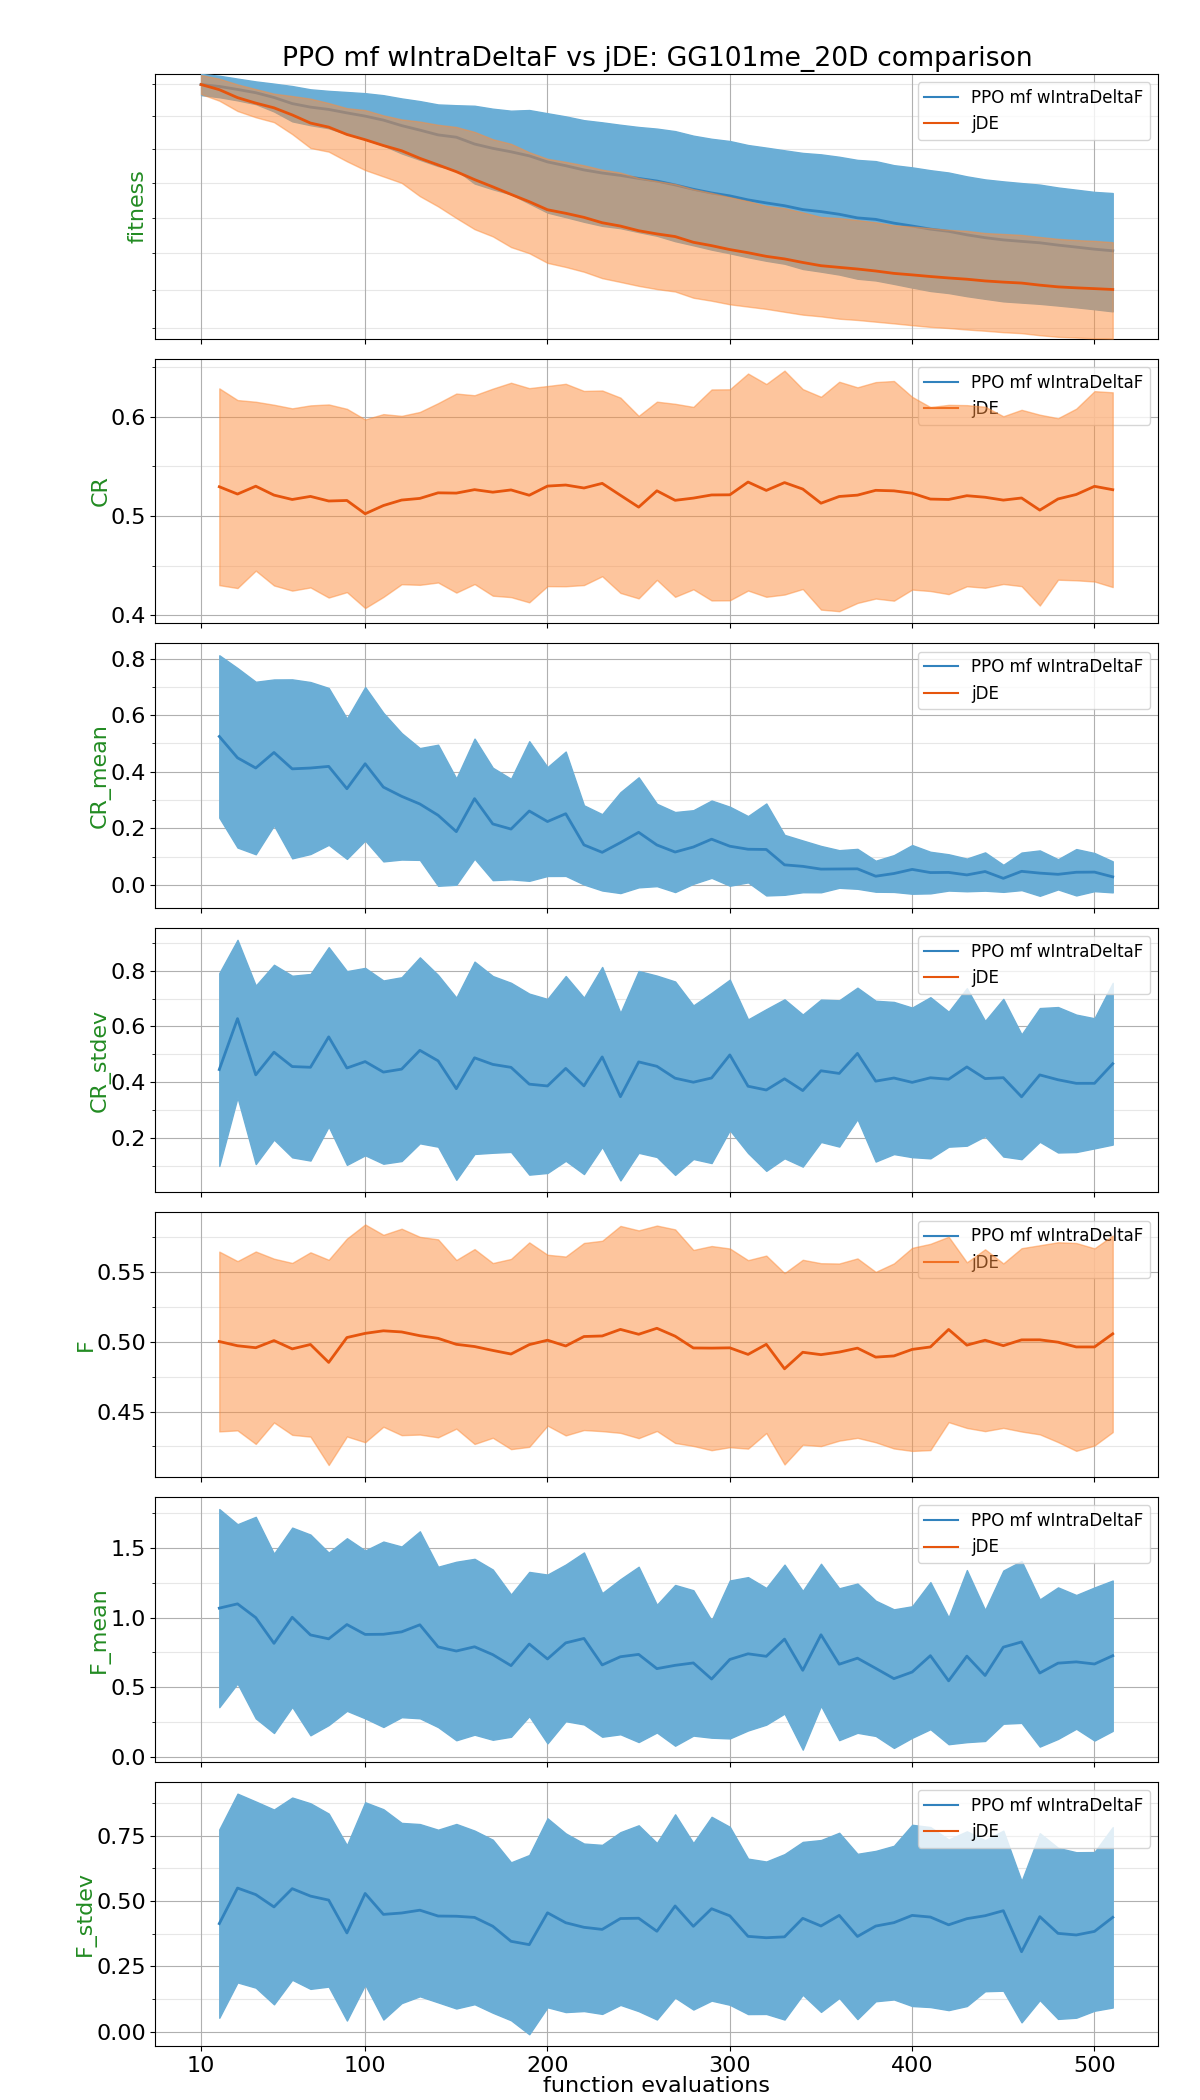 PPO mf wIntraDeltaF vs jDE: GG101me_20D comparison
fitness
PPO mf wIntraDeltaF
jDE
CR
0.6
0.5
0.4
PPO mf wIntraDeltaF
jDE
CR_mean
0.8
0.6
0.4
0.2
0.0
PPO mf wIntraDeltaF
jDE
CR_stdev
0.8
0.6
0.4
0.2
PPO mf wIntraDeltaF
jDE
F
0.55
0.50
0.45
PPO mf wIntraDeltaF
jDE
F_mean
1.5
1.0
0.5
0.0
PPO mf wIntraDeltaF
jDE
F_stdev
0.75
0.50
0.25
0.00
PPO mf wIntraDeltaF
jDE
10 100 200 300 400 500
function evaluations